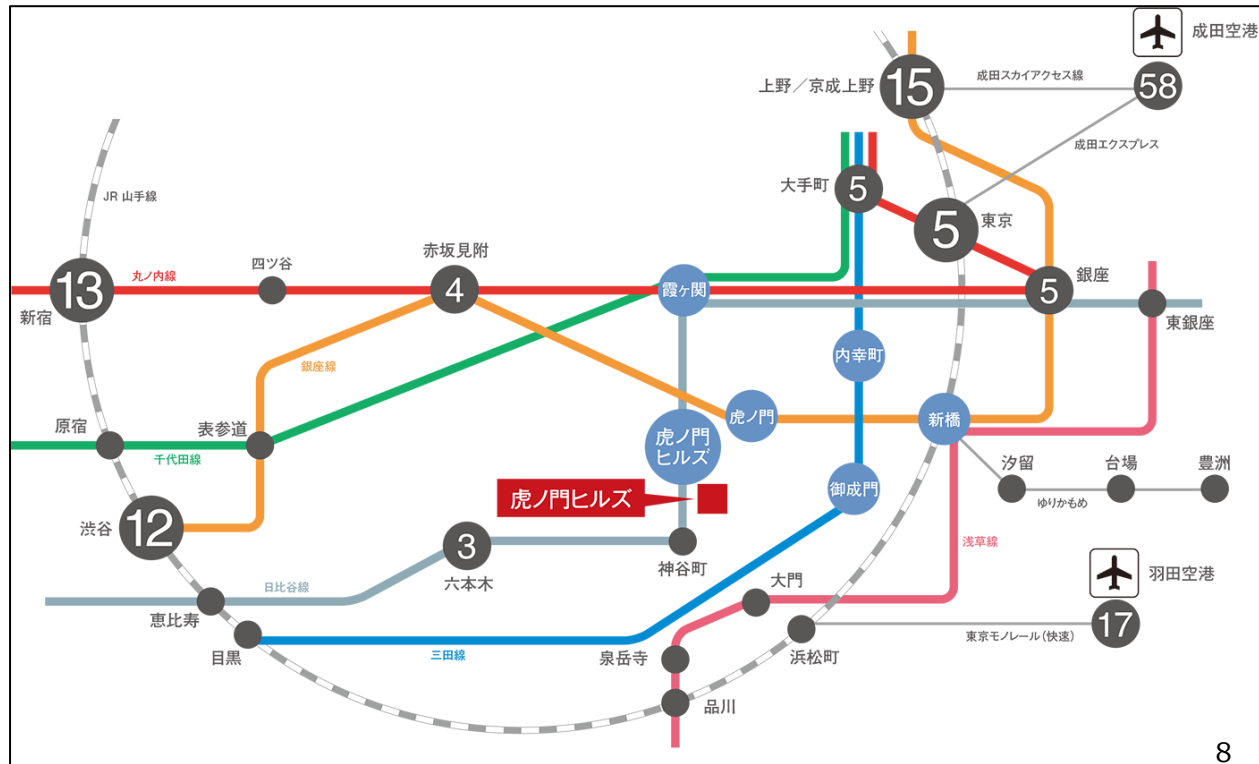 成田空港
上野／京成上野
15
成田スカイアクセス線
58
成田エクスプレス
JR 山手線
大手町
5
5
東京
赤坂見附
四ツ谷
丸ノ内線
13
新宿
4
霞ヶ関
銀座
5
東銀座
内幸町
銀座線
原宿
表参道
千代田線
虎ノ門
新橋
虎ノ門
ヒルズ
汐留
台場
豊洲
ゆりかもめ
虎ノ門ヒルズ
御成門
渋谷
12
3
六本木
神谷町
浅草線
日比谷線
恵比寿
大門
羽田空港
17
東京モノレール（快速）
目黒
三田線
泉岳寺
浜松町
品川
8